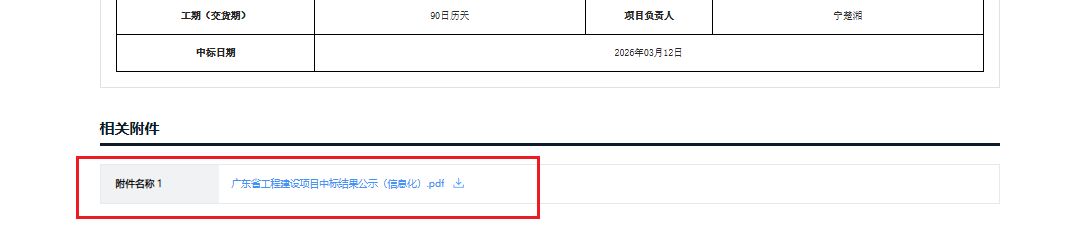 工期（交货期） 90日历天 项目负责人 宁楚湘
中标日期 2026年03月12日
相关附件
附件名称 1 广东省工程建设项目中标结果公示（信息化）.pdf